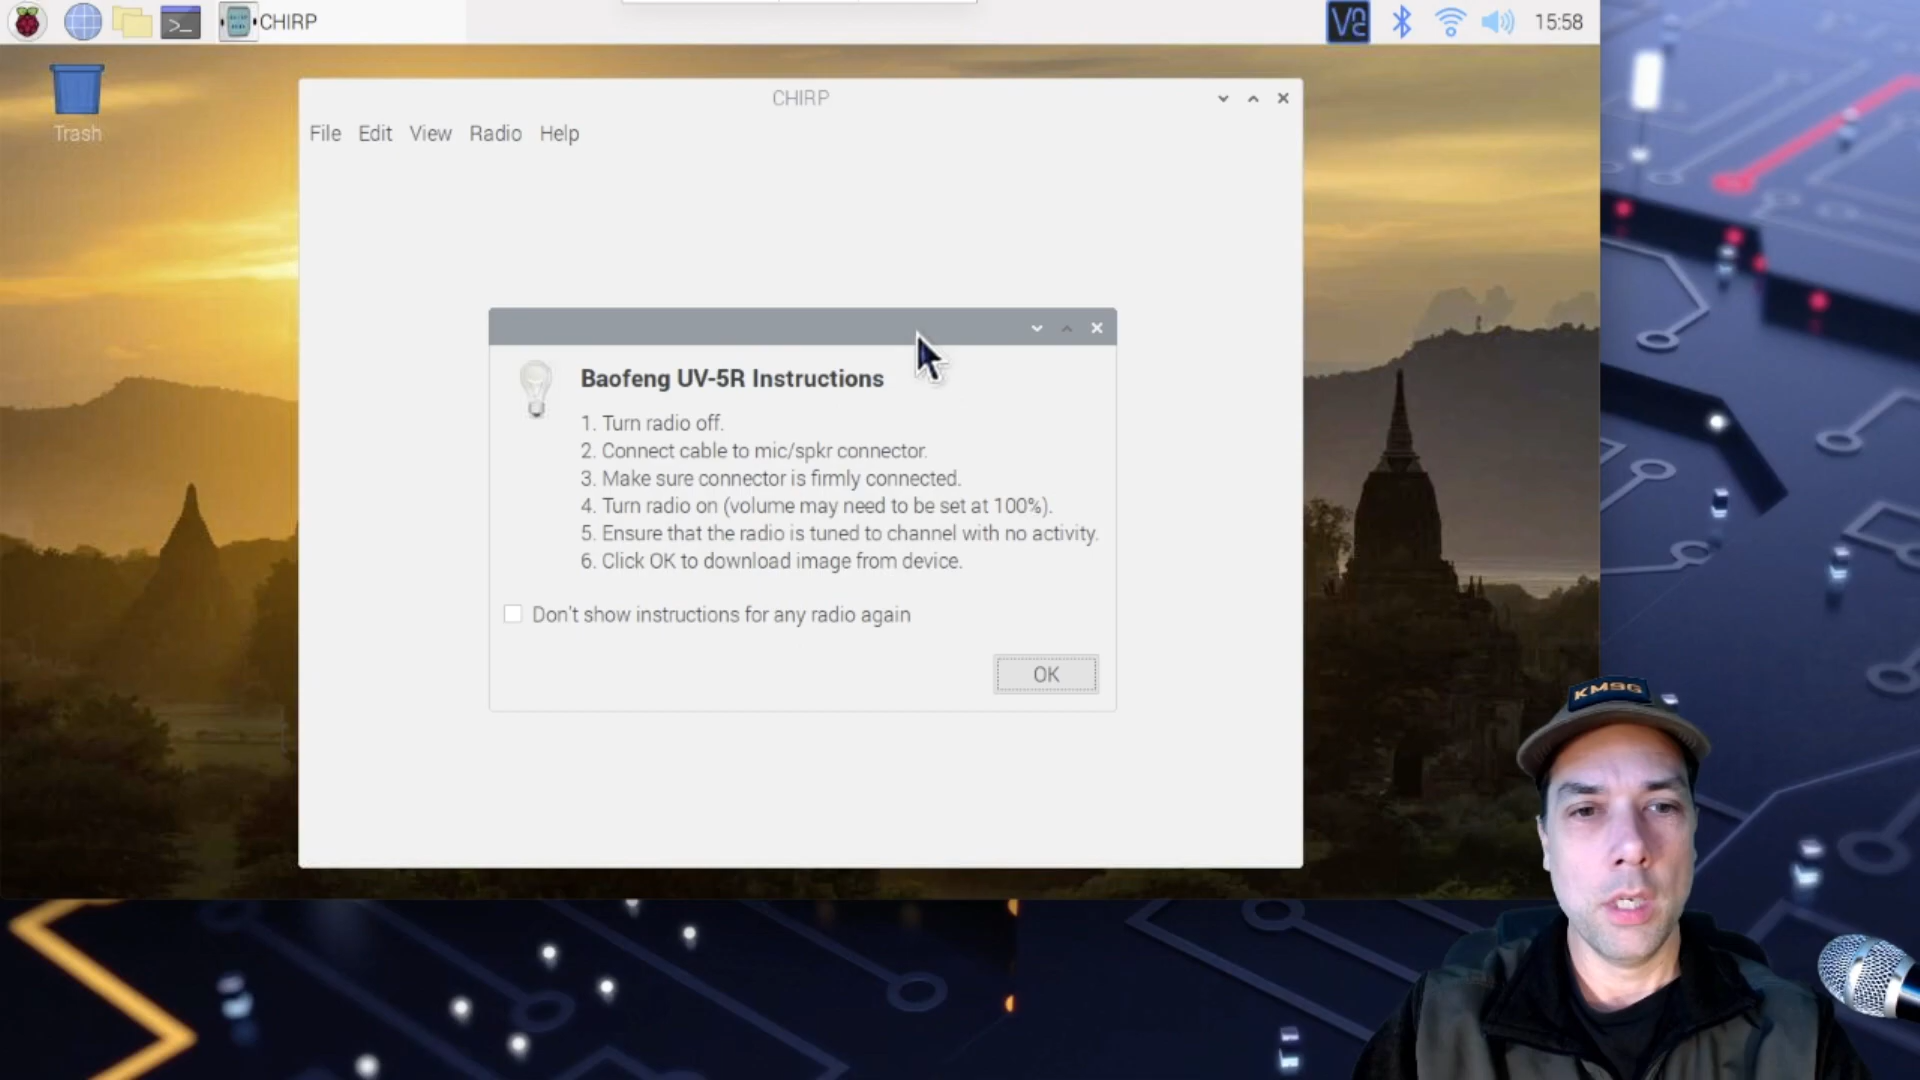 CHIRP
15:58
Trash
CHIRP
File Edit View Radio Help
Baofeng UV-5R Instructions
1. Turn radio off.
2. Connect cable to mic/spkr connector.
3. Make sure connector is firmly connected.
4. Turn radio on (volume may need to be set at 100%).
5. Ensure that the radio is tuned to channel with no activity.
6. Click OK to download image from device.
Don't show instructions for any radio again
OK
KM9G